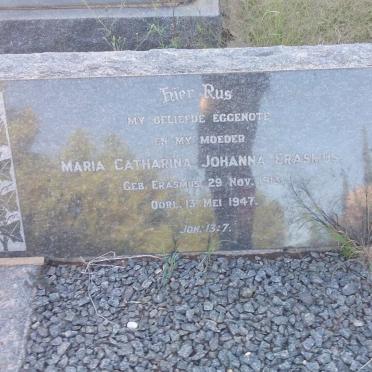 Hier Rus
MY GELIEFDE EGGENOTE
EN MY MOEDER
MARIA CATHARINA JOHANNA ERASMUS
GEB. ERASMUS 29 NOV.
OORL. 13 MEI 1947.
JOH. 13:7.